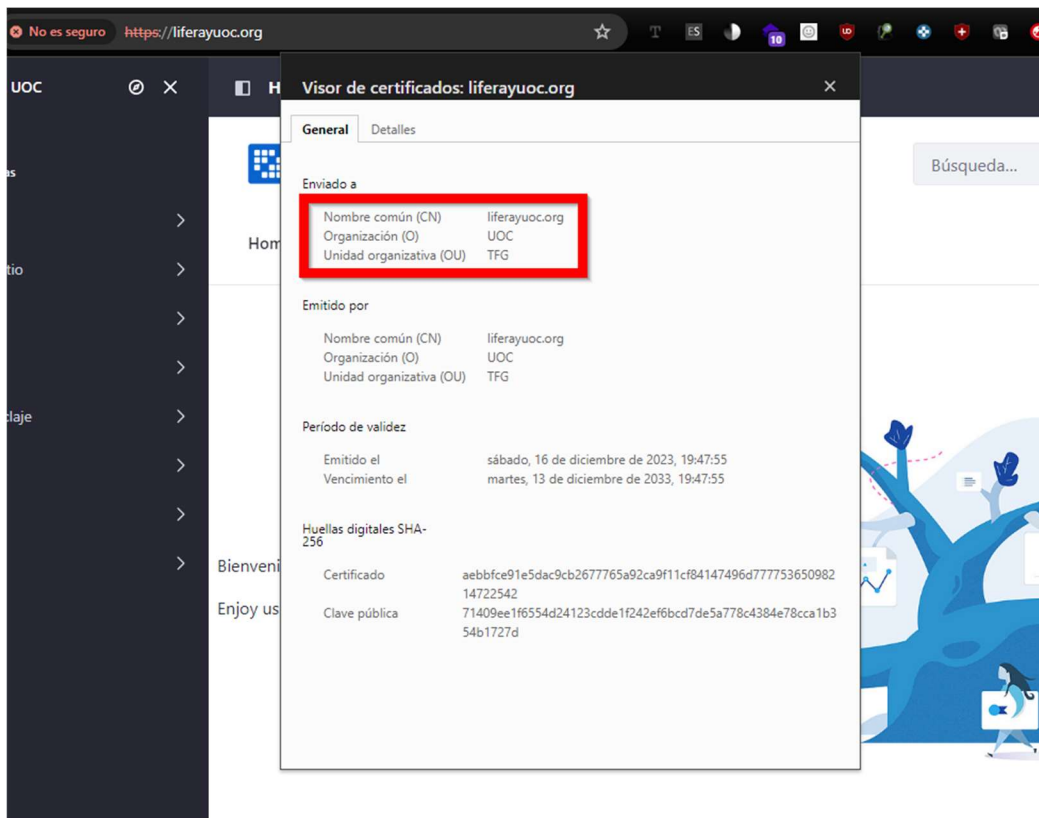 No es seguro https://liferayuoc.org T ES UD 10
UOC
H
Visor de certificados: liferayuoc.org
General Detalles
as
Búsqueda...
Enviado a
Nombre común (CN) liferayuoc.org
Organización (O) UOC
Unidad organizativa (OU) TFG
Hom
tio
Emitido por
Nombre común (CN) liferayuoc.org
Organización (O) UOC
Unidad organizativa (OU) TFG
claje
Período de validez
Emitido el sábado, 16 de diciembre de 2023, 19:47:55
Vencimiento el martes, 13 de diciembre de 2033, 19:47:55
Huellas digitales SHA-
256
Bienveni
Certificado aebbfce91e5dac9cb2677765a92ca9f11cf84147496d777753650982
14722542
Enjoy us
Clave pública 71409ee1f6554d24123cdde1f242ef6bcd7de5a778c4384e78cca1b3
54b1727d